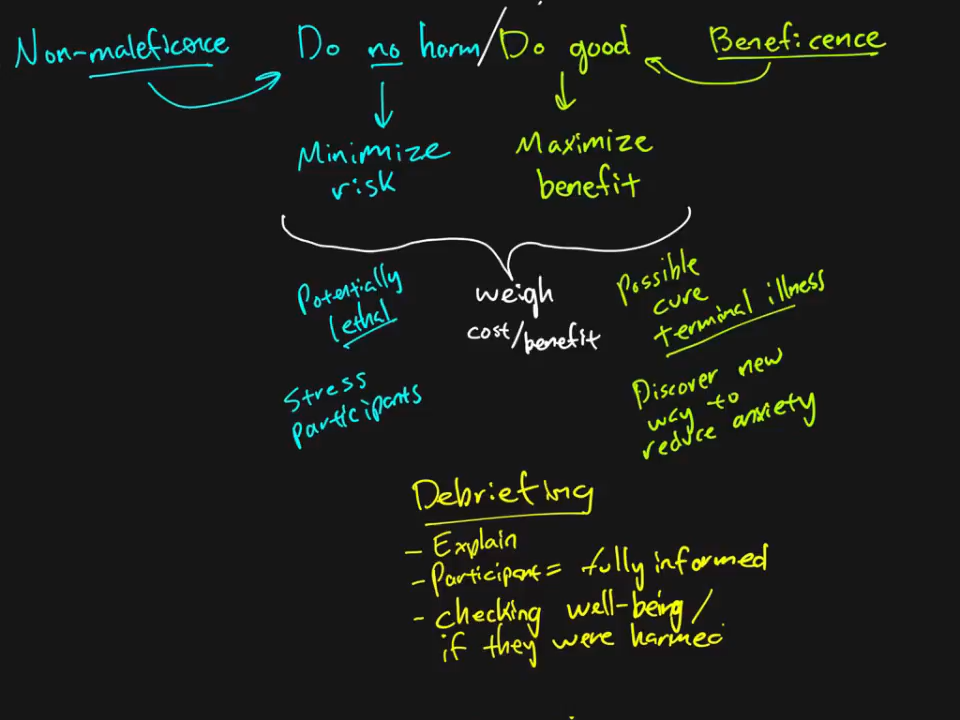 Non-maleficence Do no harm/Do good Beneficence
Minimize risk
Maximize benefit
weigh
cost/benefit
Potentially
lethal
Possible
cure
terminal illness
Stress
participants
Discover new
way to
reduce anxiety
Debriefing
- Explain
- Participant = fully informed
- checking well-being/
if they were harmed